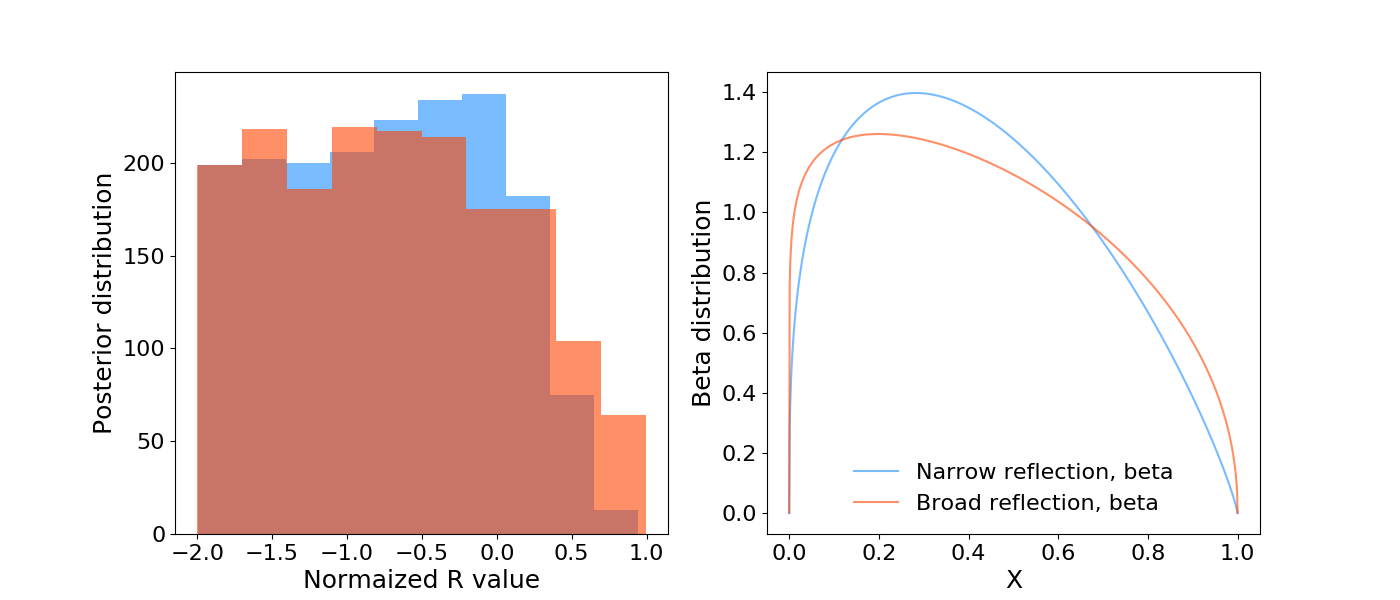 Posterior distribution
200
150
100
50
0
−2.0 −1.5 −1.0 −0.5 0.0 0.5 1.0
Normaized R value
Beta distribution
1.4
1.2
1.0
0.8
0.6
0.4
0.2
0.0
Narrow reflection, beta
Broad reflection, beta
0.0 0.2 0.4 0.6 0.8 1.0
X